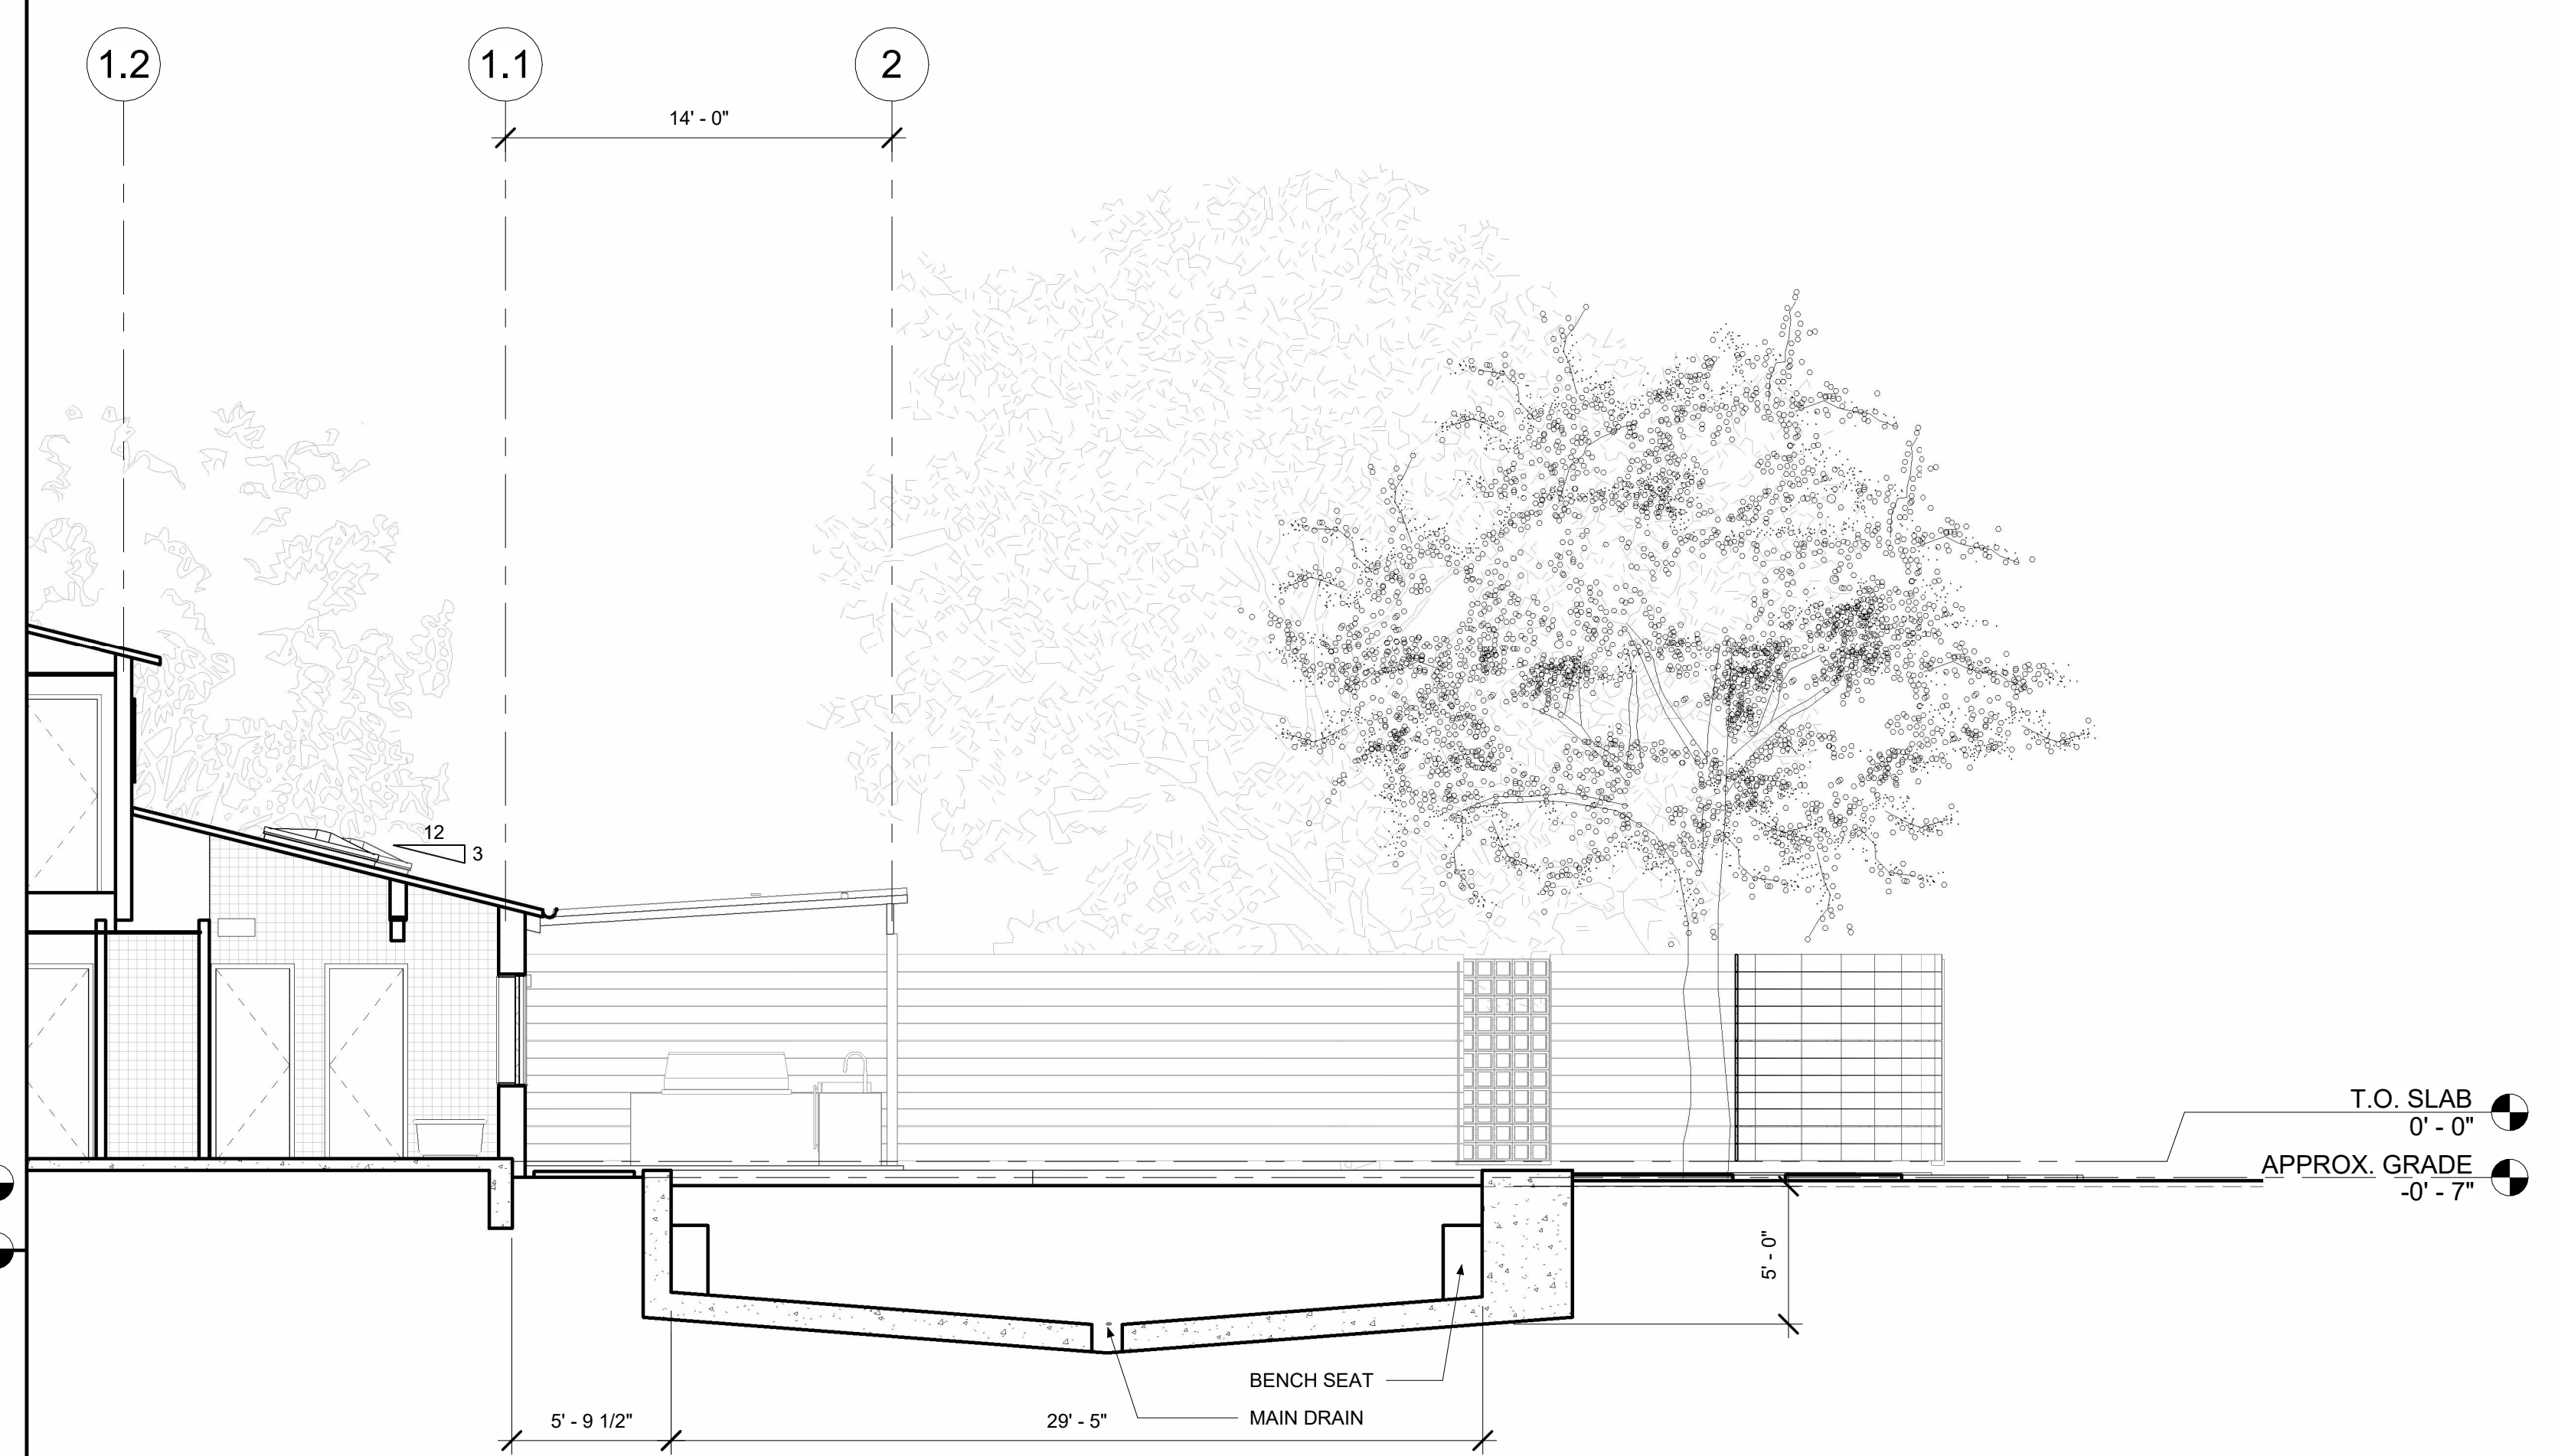 1.2
1.1
2
14' - 0"
12
3
T.O. SLAB
0' - 0"
APPROX. GRADE
-0' - 7"
5' - 0"
BENCH SEAT
MAIN DRAIN
5' - 9 1/2"
29' - 5"